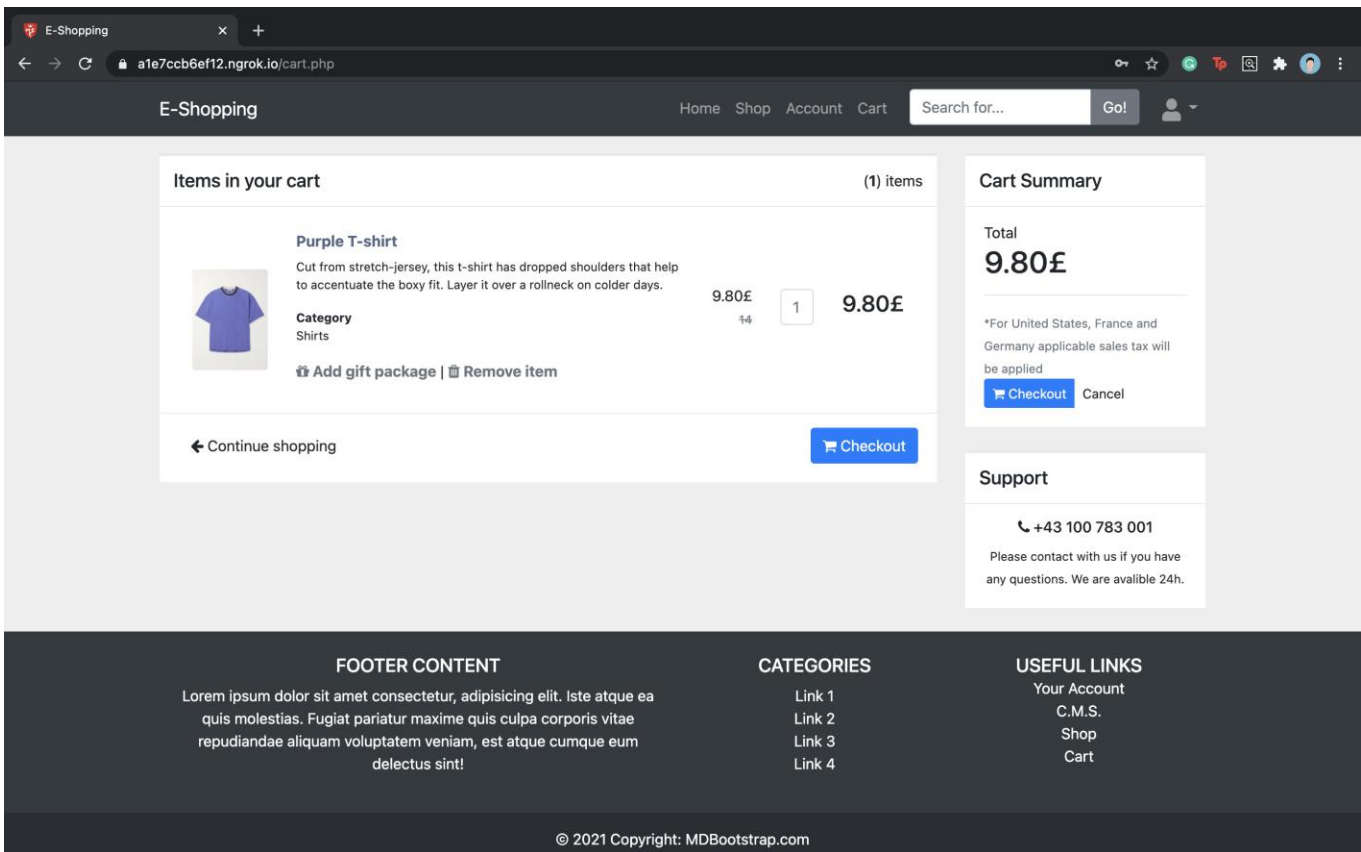 E-Shopping
a1e7ccb6ef12.ngrok.io/cart.php
E-Shopping
Home Shop Account Cart Search for... Go!
Items in your cart
(1) items
Purple T-shirt
Cut from stretch-jersey, this t-shirt has dropped shoulders that help
to accentuate the boxy fit. Layer it over a rollneck on colder days.
Category
Shirts
Add gift package | Remove item
9.80£
14
1
9.80£
Continue shopping
Checkout
Cart Summary
Total
9.80£
*For United States, France and
Germany applicable sales tax will
be applied
Checkout Cancel
Support
+43 100 783 001
Please contact with us if you have
any questions. We are avalible 24h.
FOOTER CONTENT
Lorem ipsum dolor sit amet consectetur, adipisicing elit. Iste atque ea
quis molestias. Fugiat pariatur maxime quis culpa corporis vitae
repudiandae aliquam voluptatem veniam, est atque cumque eum
delectus sint!
CATEGORIES
Link 1
Link 2
Link 3
Link 4
USEFUL LINKS
Your Account
C.M.S.
Shop
Cart
© 2021 Copyright: MDBootstrap.com